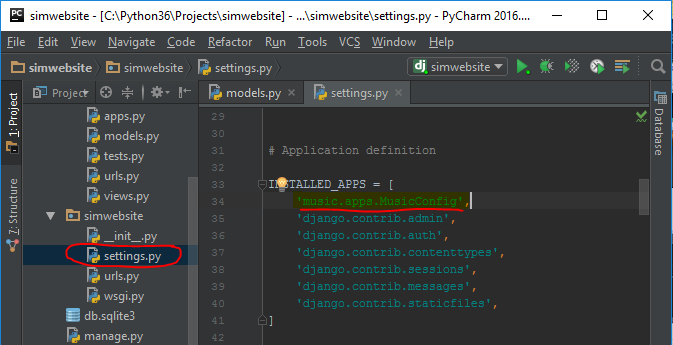 simwebsite - [C:\Python36\Projects\simwebsite] - ...\simwebsite\settings.py - PyCharm 2016....
File Edit View Navigate Code Refactor Run Tools VCS Window Help
simwebsite simwebsite settings.py dj simwebsite
Project models.py settings.py
1: Project
7: Structure
Database
apps.py
models.py
tests.py
urls.py
views.py
simwebsite
__init__.py
settings.py
urls.py
wsgi.py
db.sqlite3
manage.py
29
30
31 # Application definition
32
33 INSTALLED_APPS = [
34 'music.apps.MusicConfig',
35 'django.contrib.admin',
36 'django.contrib.auth',
37 'django.contrib.contenttypes',
38 'django.contrib.sessions',
39 'django.contrib.messages',
40 'django.contrib.staticfiles',
41 ]
42